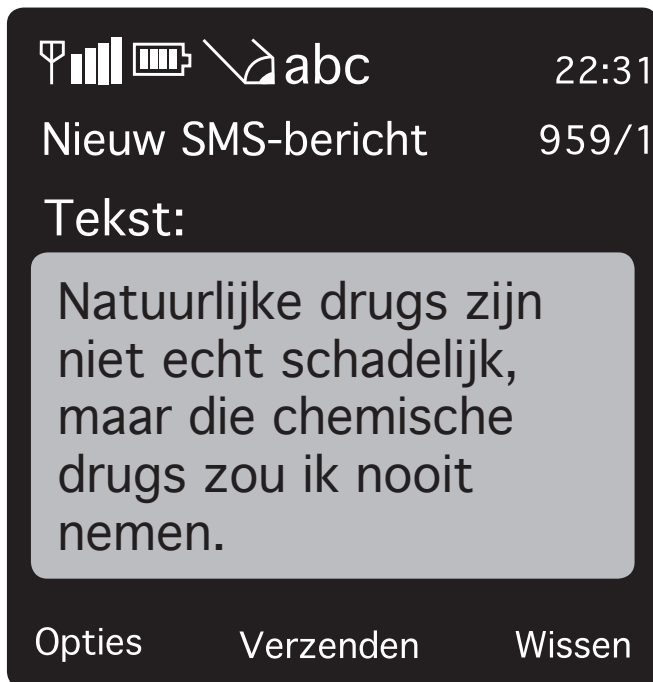 abc 22:31
Nieuw SMS-bericht 959/1
Tekst:
Natuurlijke drugs zijn
niet echt schadelijk,
maar die chemische
drugs zou ik nooit
nemen.
Opties Verzenden Wissen